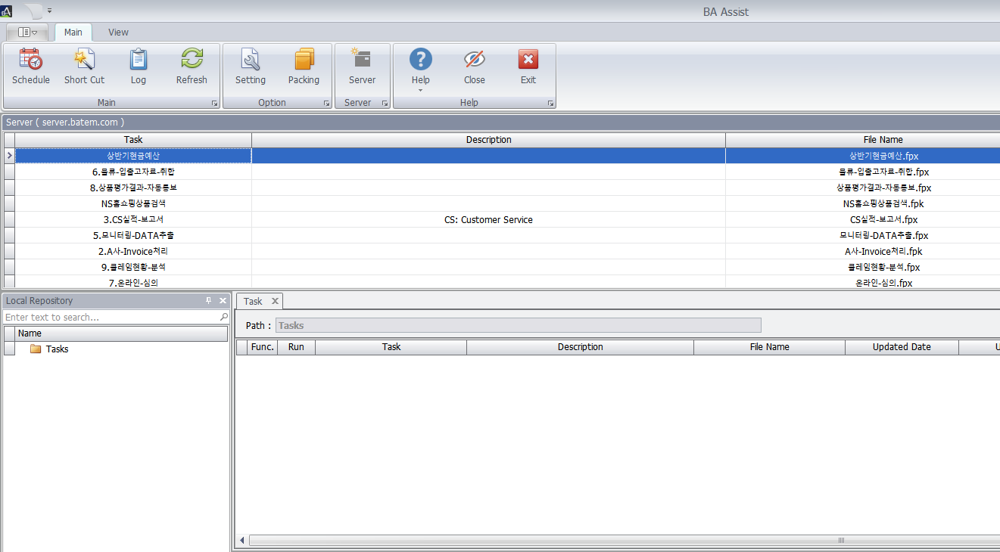 BA Assist
Main View
Schedule Short Cut Log Refresh Setting Packing Server Help Close Exit
Main Option Server Help
Server ( server.batem.com )
Task Description File Name
상반기현금예산 상반기현금예산.fpx
6.물류-입출고자료-취합 물류-입출고자료-취합.fpx
8.상품평가결과-자동통보 상품평가결과-자동통보.fpx
NS홈쇼핑상품검색 NS홈쇼핑상품검색.fpk
3.CS실적-보고서 CS: Customer Service CS실적-보고서.fpx
5.모니터링-DATA추출 모니터링-DATA추출.fpx
2.A사-Invoice처리 A사-Invoice처리.fpk
9.클레임현황-분석 클레임현황-분석.fpx
7.온라인-심의 온라인-심의.fpx
Local Repository
Enter text to search...
Name
Tasks
Task
Path : Tasks
Func. Run Task Description File Name Updated Date